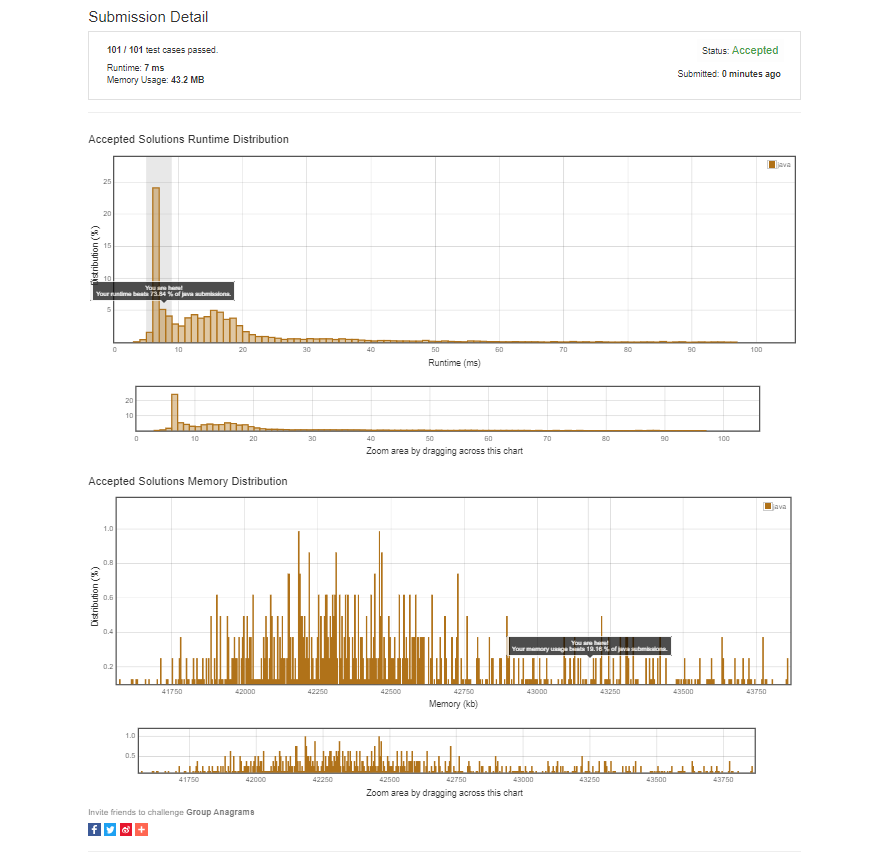 Submission Detail
101 / 101 test cases passed.
Status: Accepted
Runtime: 7 ms
Memory Usage: 43.2 MB
Submitted: 0 minutes ago
Accepted Solutions Runtime Distribution
java
25
20
15
10
5
Distribution (%)
You are here!
Your runtime beats 73.84 % of java submissions.
0 10 20 30 40 50 60 70 80 90 100
Runtime (ms)
20
10
0 10 20 30 40 50 60 70 80 90 100
Zoom area by dragging across this chart
Accepted Solutions Memory Distribution
java
1.0
0.8
0.6
0.4
0.2
Distribution (%)
You are here!
Your memory usage beats 19.16 % of java submissions.
41750 42000 42250 42500 42750 43000 43250 43500 43750
Memory (kb)
1.0
0.5
41750 42000 42250 42500 42750 43000 43250 43500 43750
Zoom area by dragging across this chart
Invite friends to challenge Group Anagrams